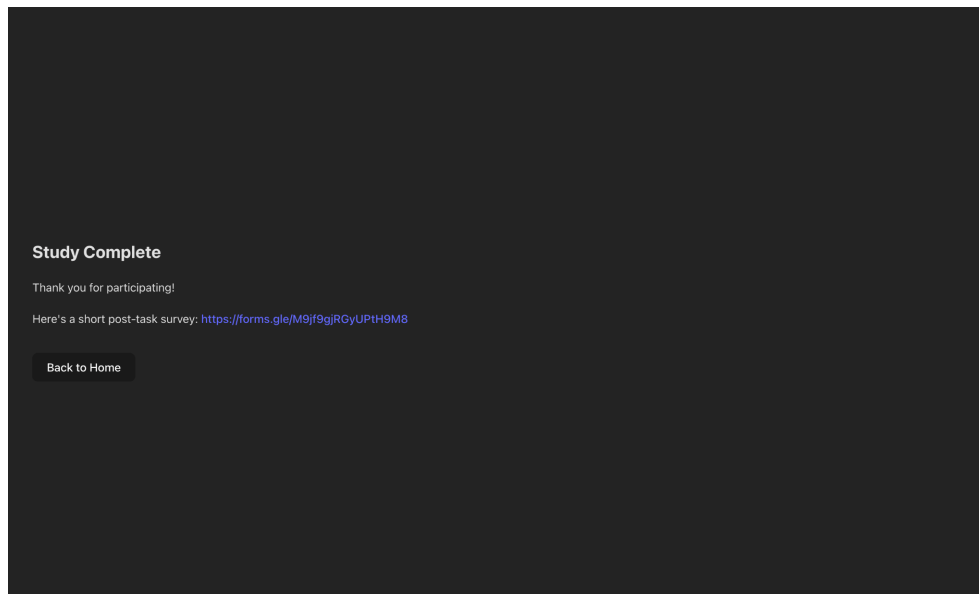 Study Complete
Thank you for participating!
Here's a short post-task survey: https://forms.gle/M9jf9gjRGyUPtH9M8
Back to Home